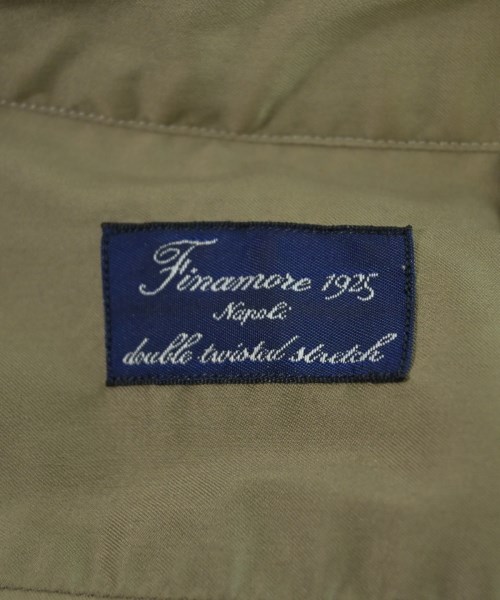 Finamore 1925
Napoli
double twisted stretch